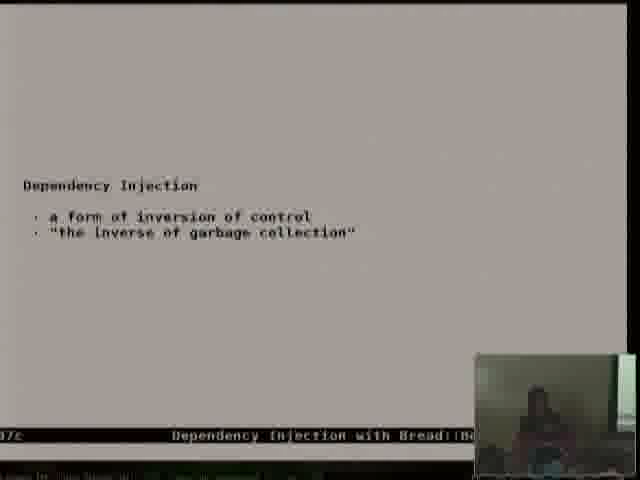 Dependency Injection
· a form of inversion of control
· "the inverse of garbage collection"
Dependency Injection with Bread::